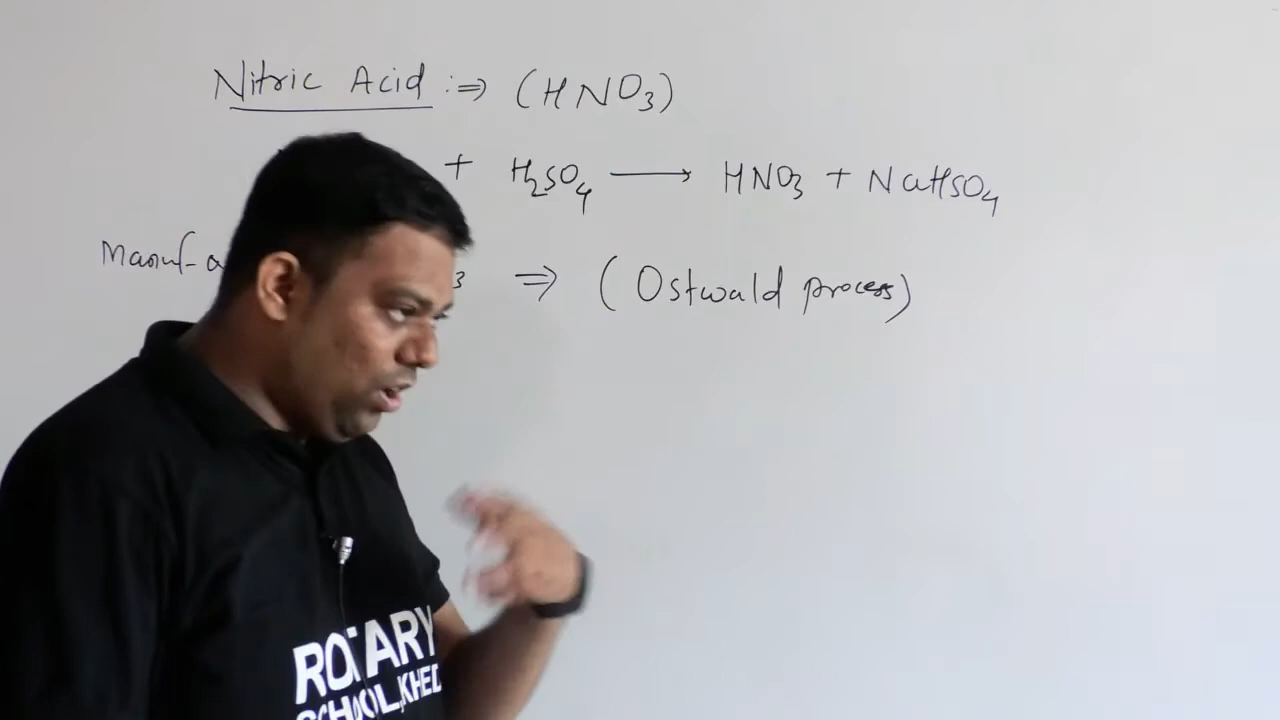 Nitric Acid :⇒ (HNO₃)
+ H₂SO₄ → HNO₃ + NaHSO₄
Manuf-a 3 ⇒ (Ostwald process)
ROTARY
SCHOOL, KHED